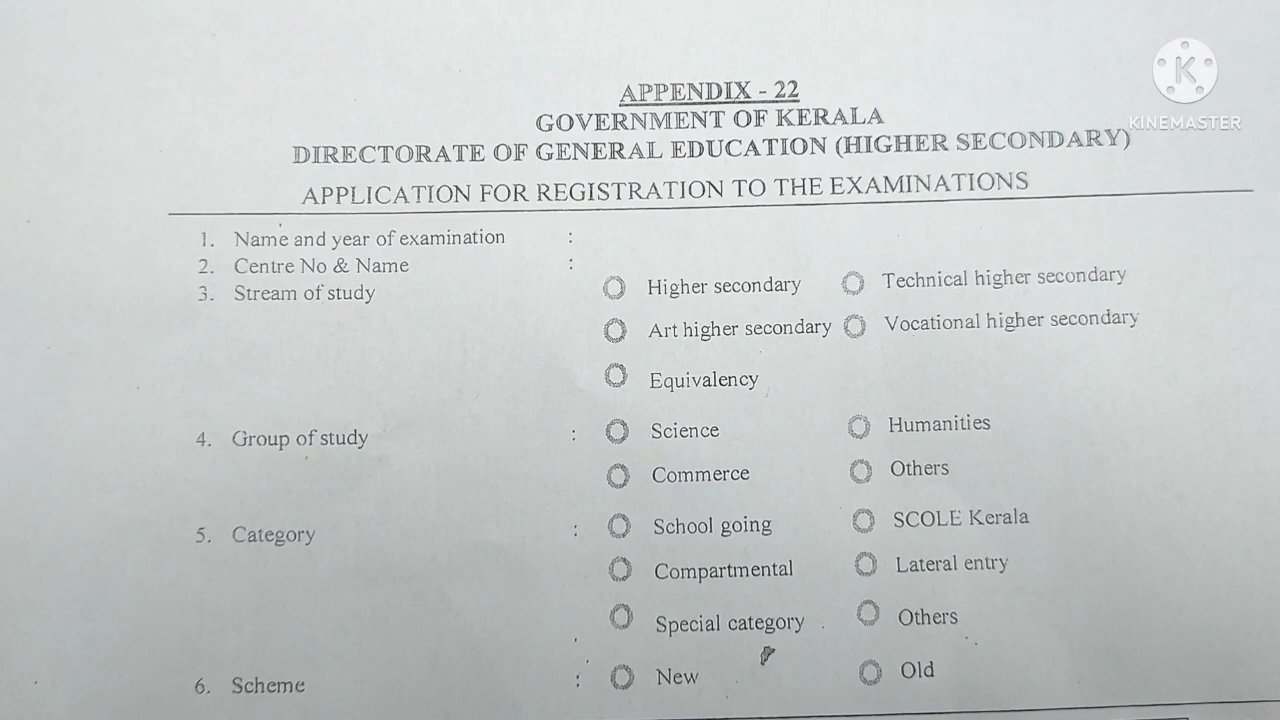 APPENDIX - 22
GOVERNMENT OF KERALA
DIRECTORATE OF GENERAL EDUCATION (HIGHER SECONDARY)
APPLICATION FOR REGISTRATION TO THE EXAMINATIONS
K
KINEMASTER
1. Name and year of examination :
2. Centre No & Name :
3. Stream of study
Higher secondary Technical higher secondary
Art higher secondary Vocational higher secondary
Equivalency
4. Group of study : Science Humanities
Commerce Others
5. Category : School going SCOLE Kerala
Compartmental Lateral entry
Special category Others
6. Scheme : New Old